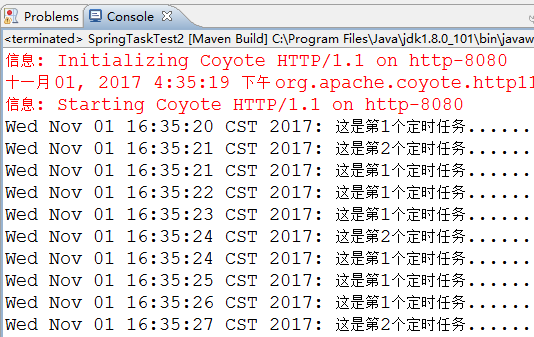 Problems Console
<terminated> SpringTaskTest2 [Maven Build] C:\Program Files\Java\jdk1.8.0_101\bin\javaw
信息: Initializing Coyote HTTP/1.1 on http-8080
十一月 01, 2017 4:35:19 下午 org.apache.coyote.http11
信息: Starting Coyote HTTP/1.1 on http-8080
Wed Nov 01 16:35:20 CST 2017: 这是第1个定时任务......
Wed Nov 01 16:35:21 CST 2017: 这是第2个定时任务......
Wed Nov 01 16:35:21 CST 2017: 这是第1个定时任务......
Wed Nov 01 16:35:22 CST 2017: 这是第1个定时任务......
Wed Nov 01 16:35:23 CST 2017: 这是第1个定时任务......
Wed Nov 01 16:35:24 CST 2017: 这是第2个定时任务......
Wed Nov 01 16:35:24 CST 2017: 这是第1个定时任务......
Wed Nov 01 16:35:25 CST 2017: 这是第1个定时任务......
Wed Nov 01 16:35:26 CST 2017: 这是第1个定时任务......
Wed Nov 01 16:35:27 CST 2017: 这是第2个定时任务......